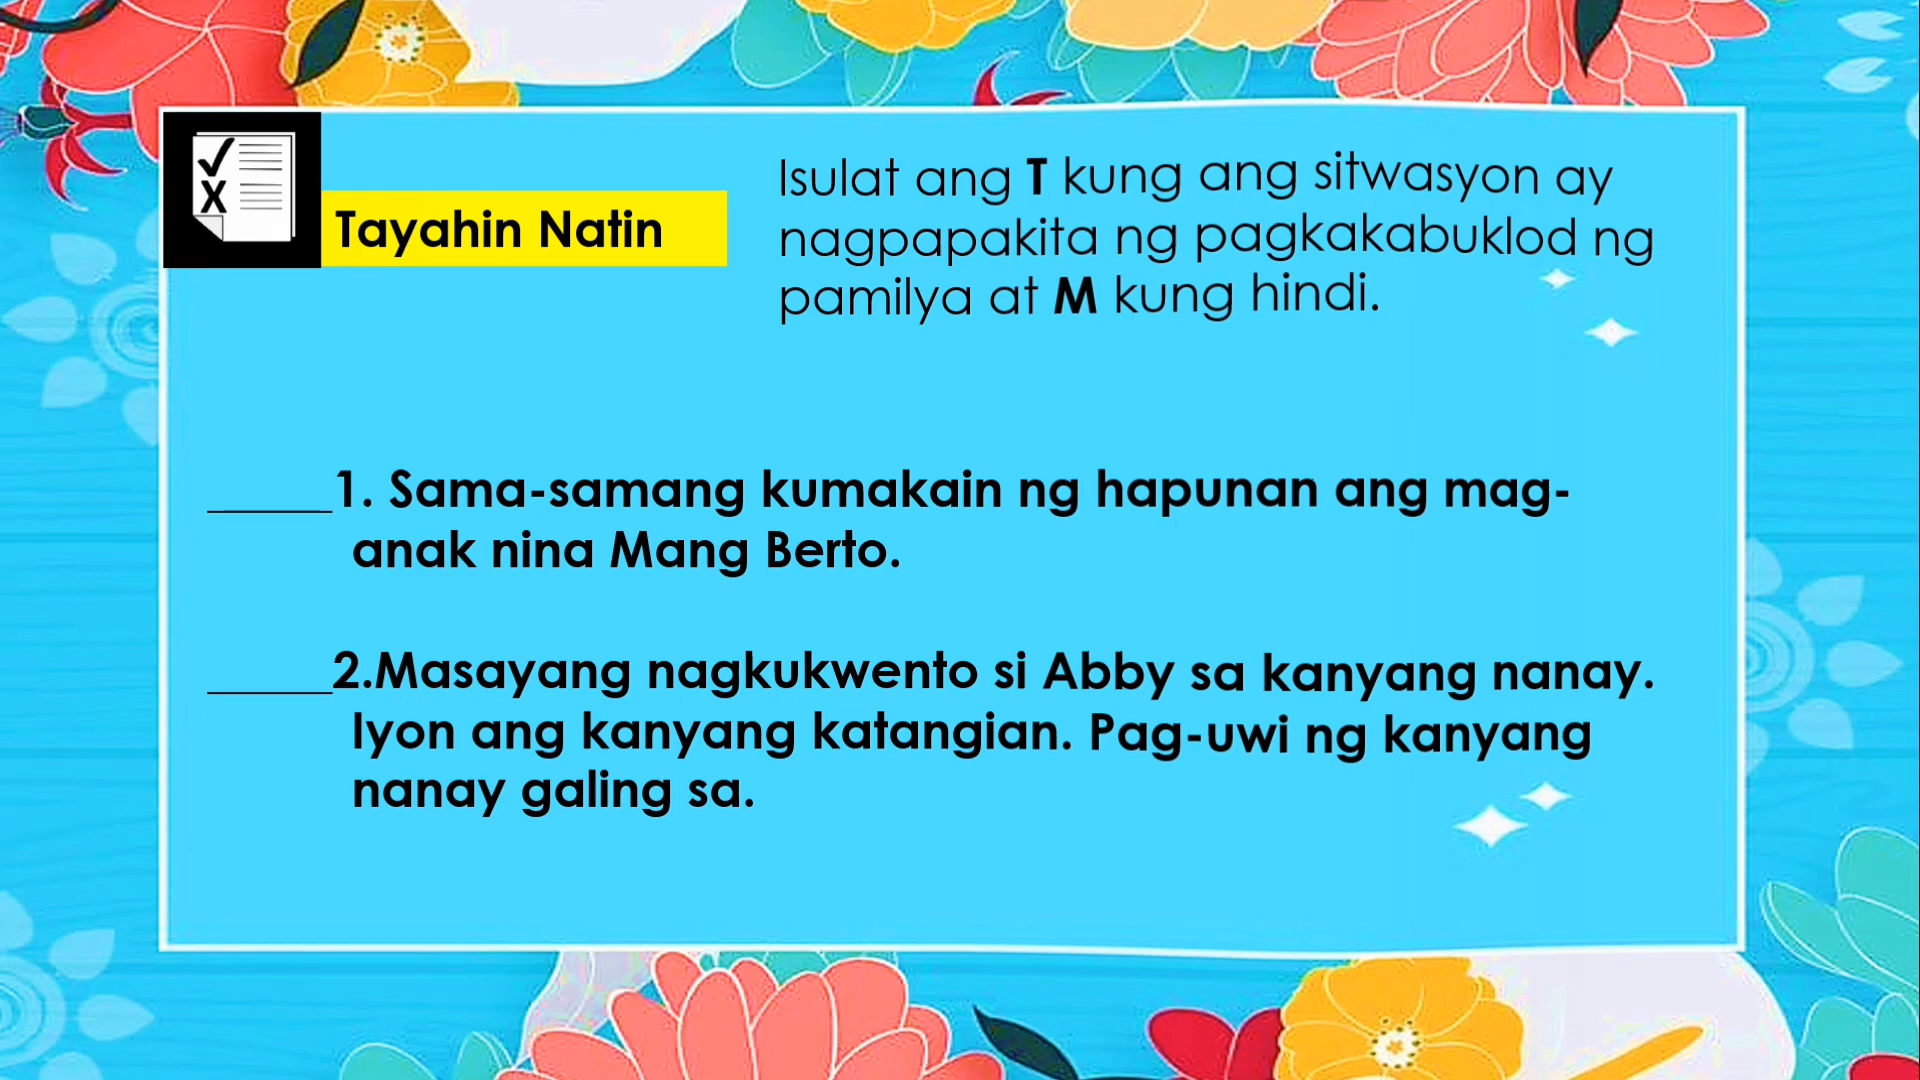 Tayahin Natin
Isulat ang T kung ang sitwasyon ay
nagpapakita ng pagkakabuklod ng
pamilya at M kung hindi.
_____1. Sama-samang kumakain ng hapunan ang mag-
anak nina Mang Berto.
_____2.Masayang nagkukwento si Abby sa kanyang nanay.
Iyon ang kanyang katangian. Pag-uwi ng kanyang
nanay galing sa.